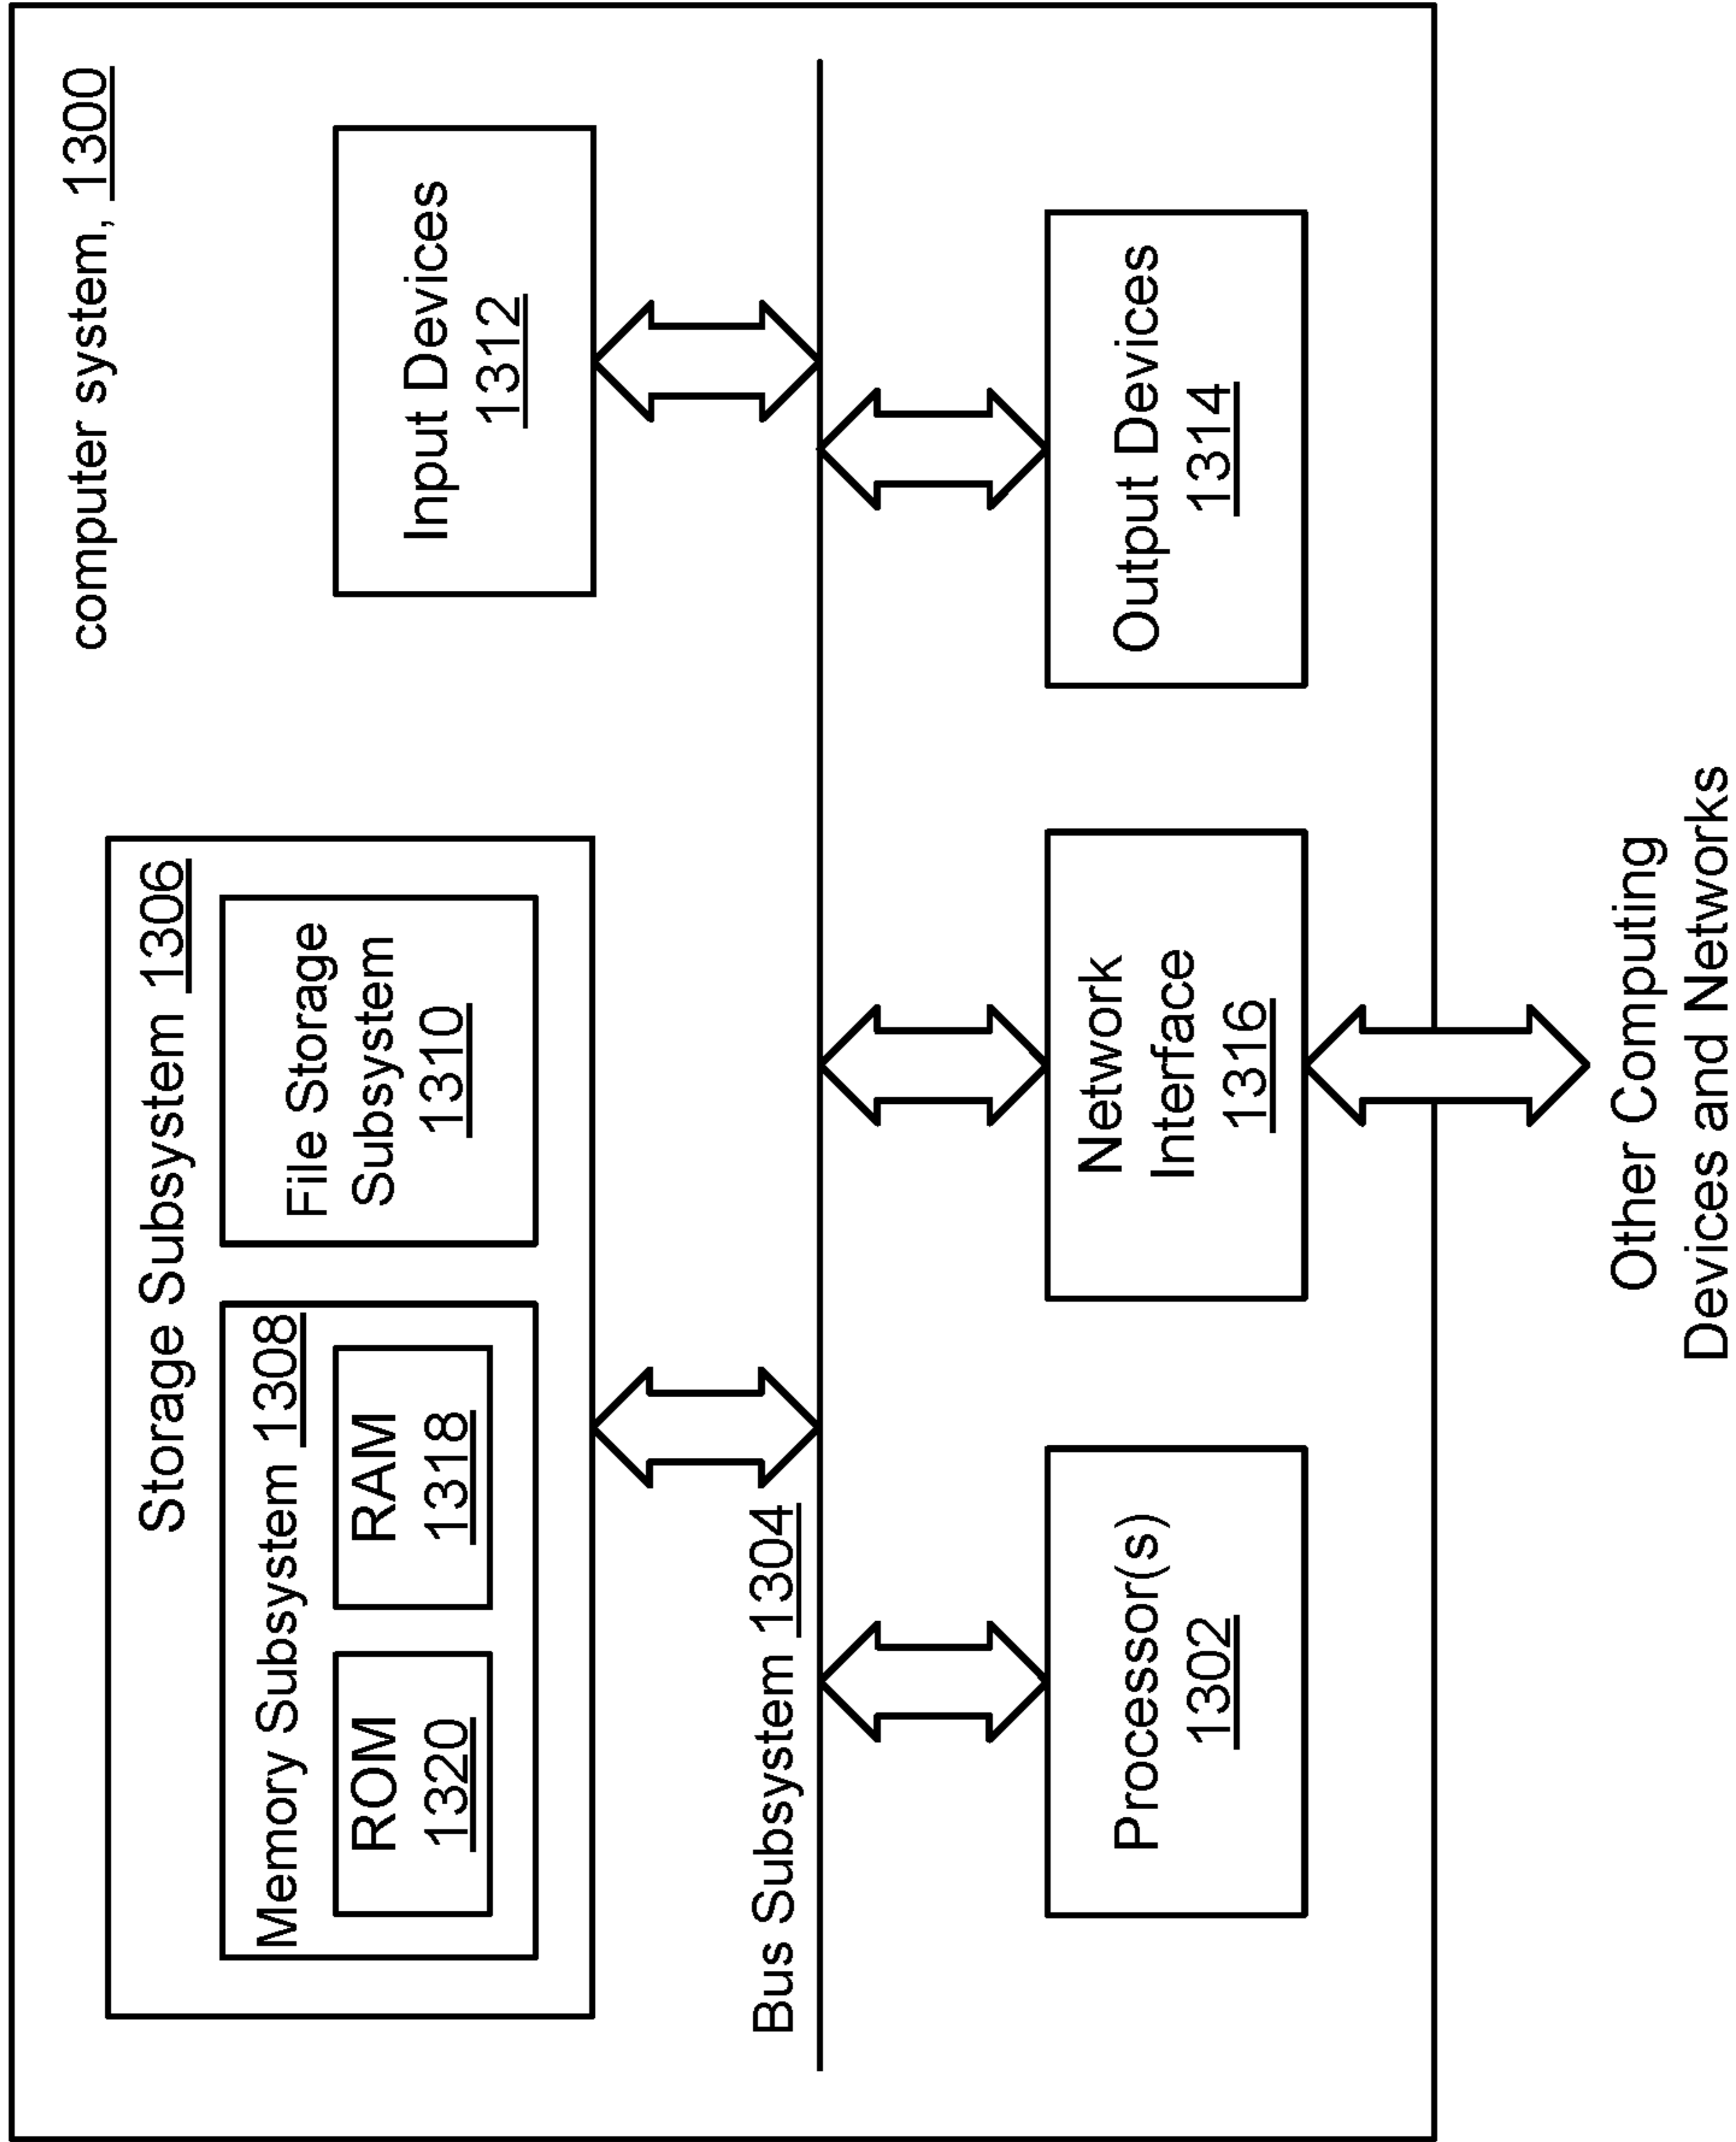 computer system, 1300
Storage Subsystem 1306
Memory Subsystem 1308
ROM
1320
RAM
1318
File Storage
Subsystem
1310
Input Devices
1312
Bus Subsystem 1304
Processor(s)
1302
Network
Interface
1316
Output Devices
1314
Other Computing
Devices and Networks